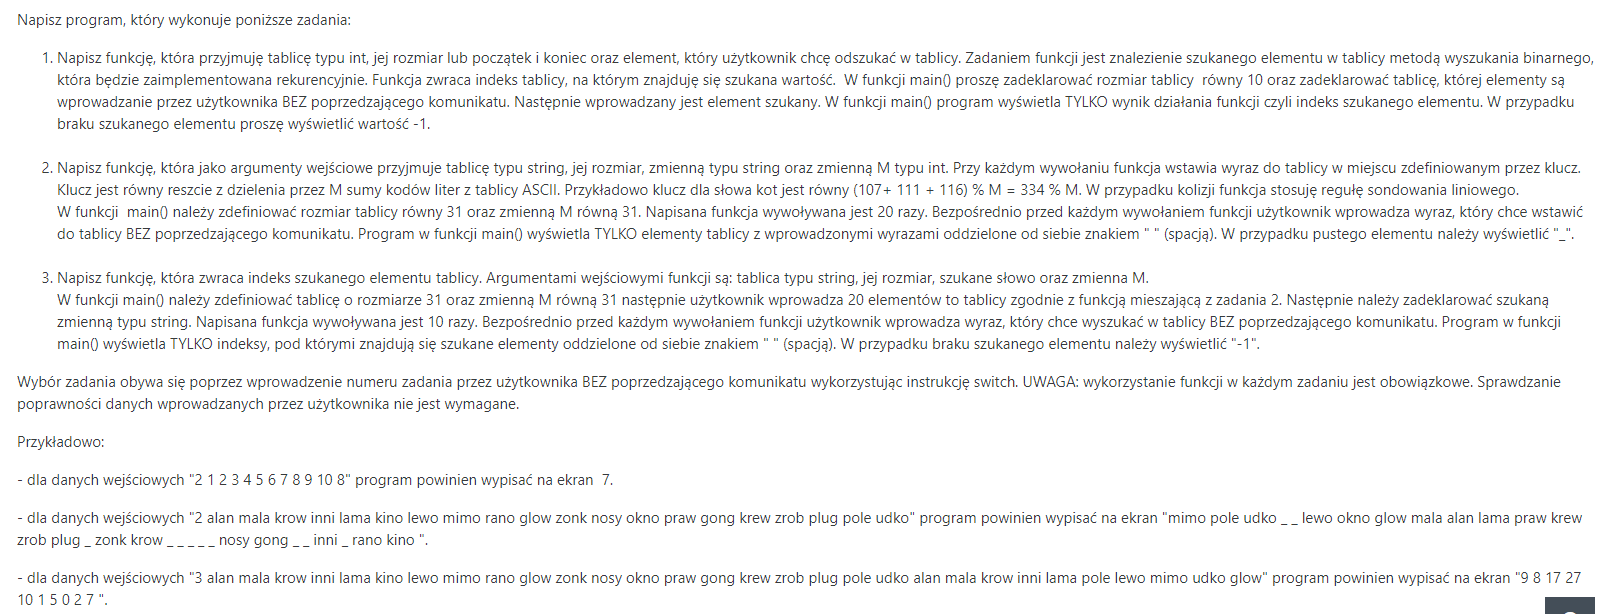 Napisz program, który wykonuje poniższe zadania:
1. Napisz funkcję, która przyjmuję tablicę typu int, jej rozmiar lub początek i koniec oraz element, który użytkownik chcę odszukać w tablicy. Zadaniem funkcji jest znalezienie szukanego elementu w tablicy metodą wyszukania binarnego,
która będzie zaimplementowana rekurencyjnie. Funkcja zwraca indeks tablicy, na którym znajduję się szukana wartość.  W funkcji main() proszę zadeklarować rozmiar tablicy  równy 10 oraz zadeklarować tablicę, której elementy są
wprowadzanie przez użytkownika BEZ poprzedzającego komunikatu. Następnie wprowadzany jest element szukany. W funkcji main() program wyświetla TYLKO wynik działania funkcji czyli indeks szukanego elementu. W przypadku
braku szukanego elementu proszę wyświetlić wartość -1.
2. Napisz funkcję, która jako argumenty wejściowe przyjmuje tablicę typu string, jej rozmiar, zmienną typu string oraz zmienną M typu int. Przy każdym wywołaniu funkcja wstawia wyraz do tablicy w miejscu zdefiniowanym przez klucz.
Klucz jest równy reszcie z dzielenia przez M sumy kodów liter z tablicy ASCII. Przykładowo klucz dla słowa kot jest równy (107+ 111 + 116) % M = 334 % M. W przypadku kolizji funkcja stosuję regułę sondowania liniowego.
W funkcji  main() należy zdefiniować rozmiar tablicy równy 31 oraz zmienną M równą 31. Napisana funkcja wywoływana jest 20 razy. Bezpośrednio przed każdym wywołaniem funkcji użytkownik wprowadza wyraz, który chce wstawić
do tablicy BEZ poprzedzającego komunikatu. Program w funkcji main() wyświetla TYLKO elementy tablicy z wprowadzonymi wyrazami oddzielone od siebie znakiem " " (spacją). W przypadku pustego elementu należy wyświetlić "_".
3. Napisz funkcję, która zwraca indeks szukanego elementu tablicy. Argumentami wejściowymi funkcji są: tablica typu string, jej rozmiar, szukane słowo oraz zmienna M.
W funkcji main() należy zdefiniować tablicę o rozmiarze 31 oraz zmienną M równą 31 następnie użytkownik wprowadza 20 elementów to tablicy zgodnie z funkcją mieszającą z zadania 2. Następnie należy zadeklarować szukaną
zmienną typu string. Napisana funkcja wywoływana jest 10 razy. Bezpośrednio przed każdym wywołaniem funkcji użytkownik wprowadza wyraz, który chce wyszukać w tablicy BEZ poprzedzającego komunikatu. Program w funkcji
main() wyświetla TYLKO indeksy, pod którymi znajdują się szukane elementy oddzielone od siebie znakiem " " (spacją). W przypadku braku szukanego elementu należy wyświetlić "-1".
Wybór zadania obywa się poprzez wprowadzenie numeru zadania przez użytkownika BEZ poprzedzającego komunikatu wykorzystując instrukcję switch. UWAGA: wykorzystanie funkcji w każdym zadaniu jest obowiązkowe. Sprawdzanie
poprawności danych wprowadzanych przez użytkownika nie jest wymagane.
Przykładowo:
- dla danych wejściowych "2 1 2 3 4 5 6 7 8 9 10 8" program powinien wypisać na ekran  7.
- dla danych wejściowych "2 alan mala krow inni lama kino lewo mimo rano glow zonk nosy okno praw gong krew zrob plug pole udko" program powinien wypisać na ekran "mimo pole udko _ _ lewo okno glow mala alan lama praw krew
zrob plug _ zonk krow _ _ _ _ _ nosy gong _ _ inni _ rano kino ".
- dla danych wejściowych "3 alan mala krow inni lama kino lewo mimo rano glow zonk nosy okno praw gong krew zrob plug pole udko alan mala krow inni lama pole lewo mimo udko glow" program powinien wypisać na ekran "9 8 17 27
10 1 5 0 2 7 ".